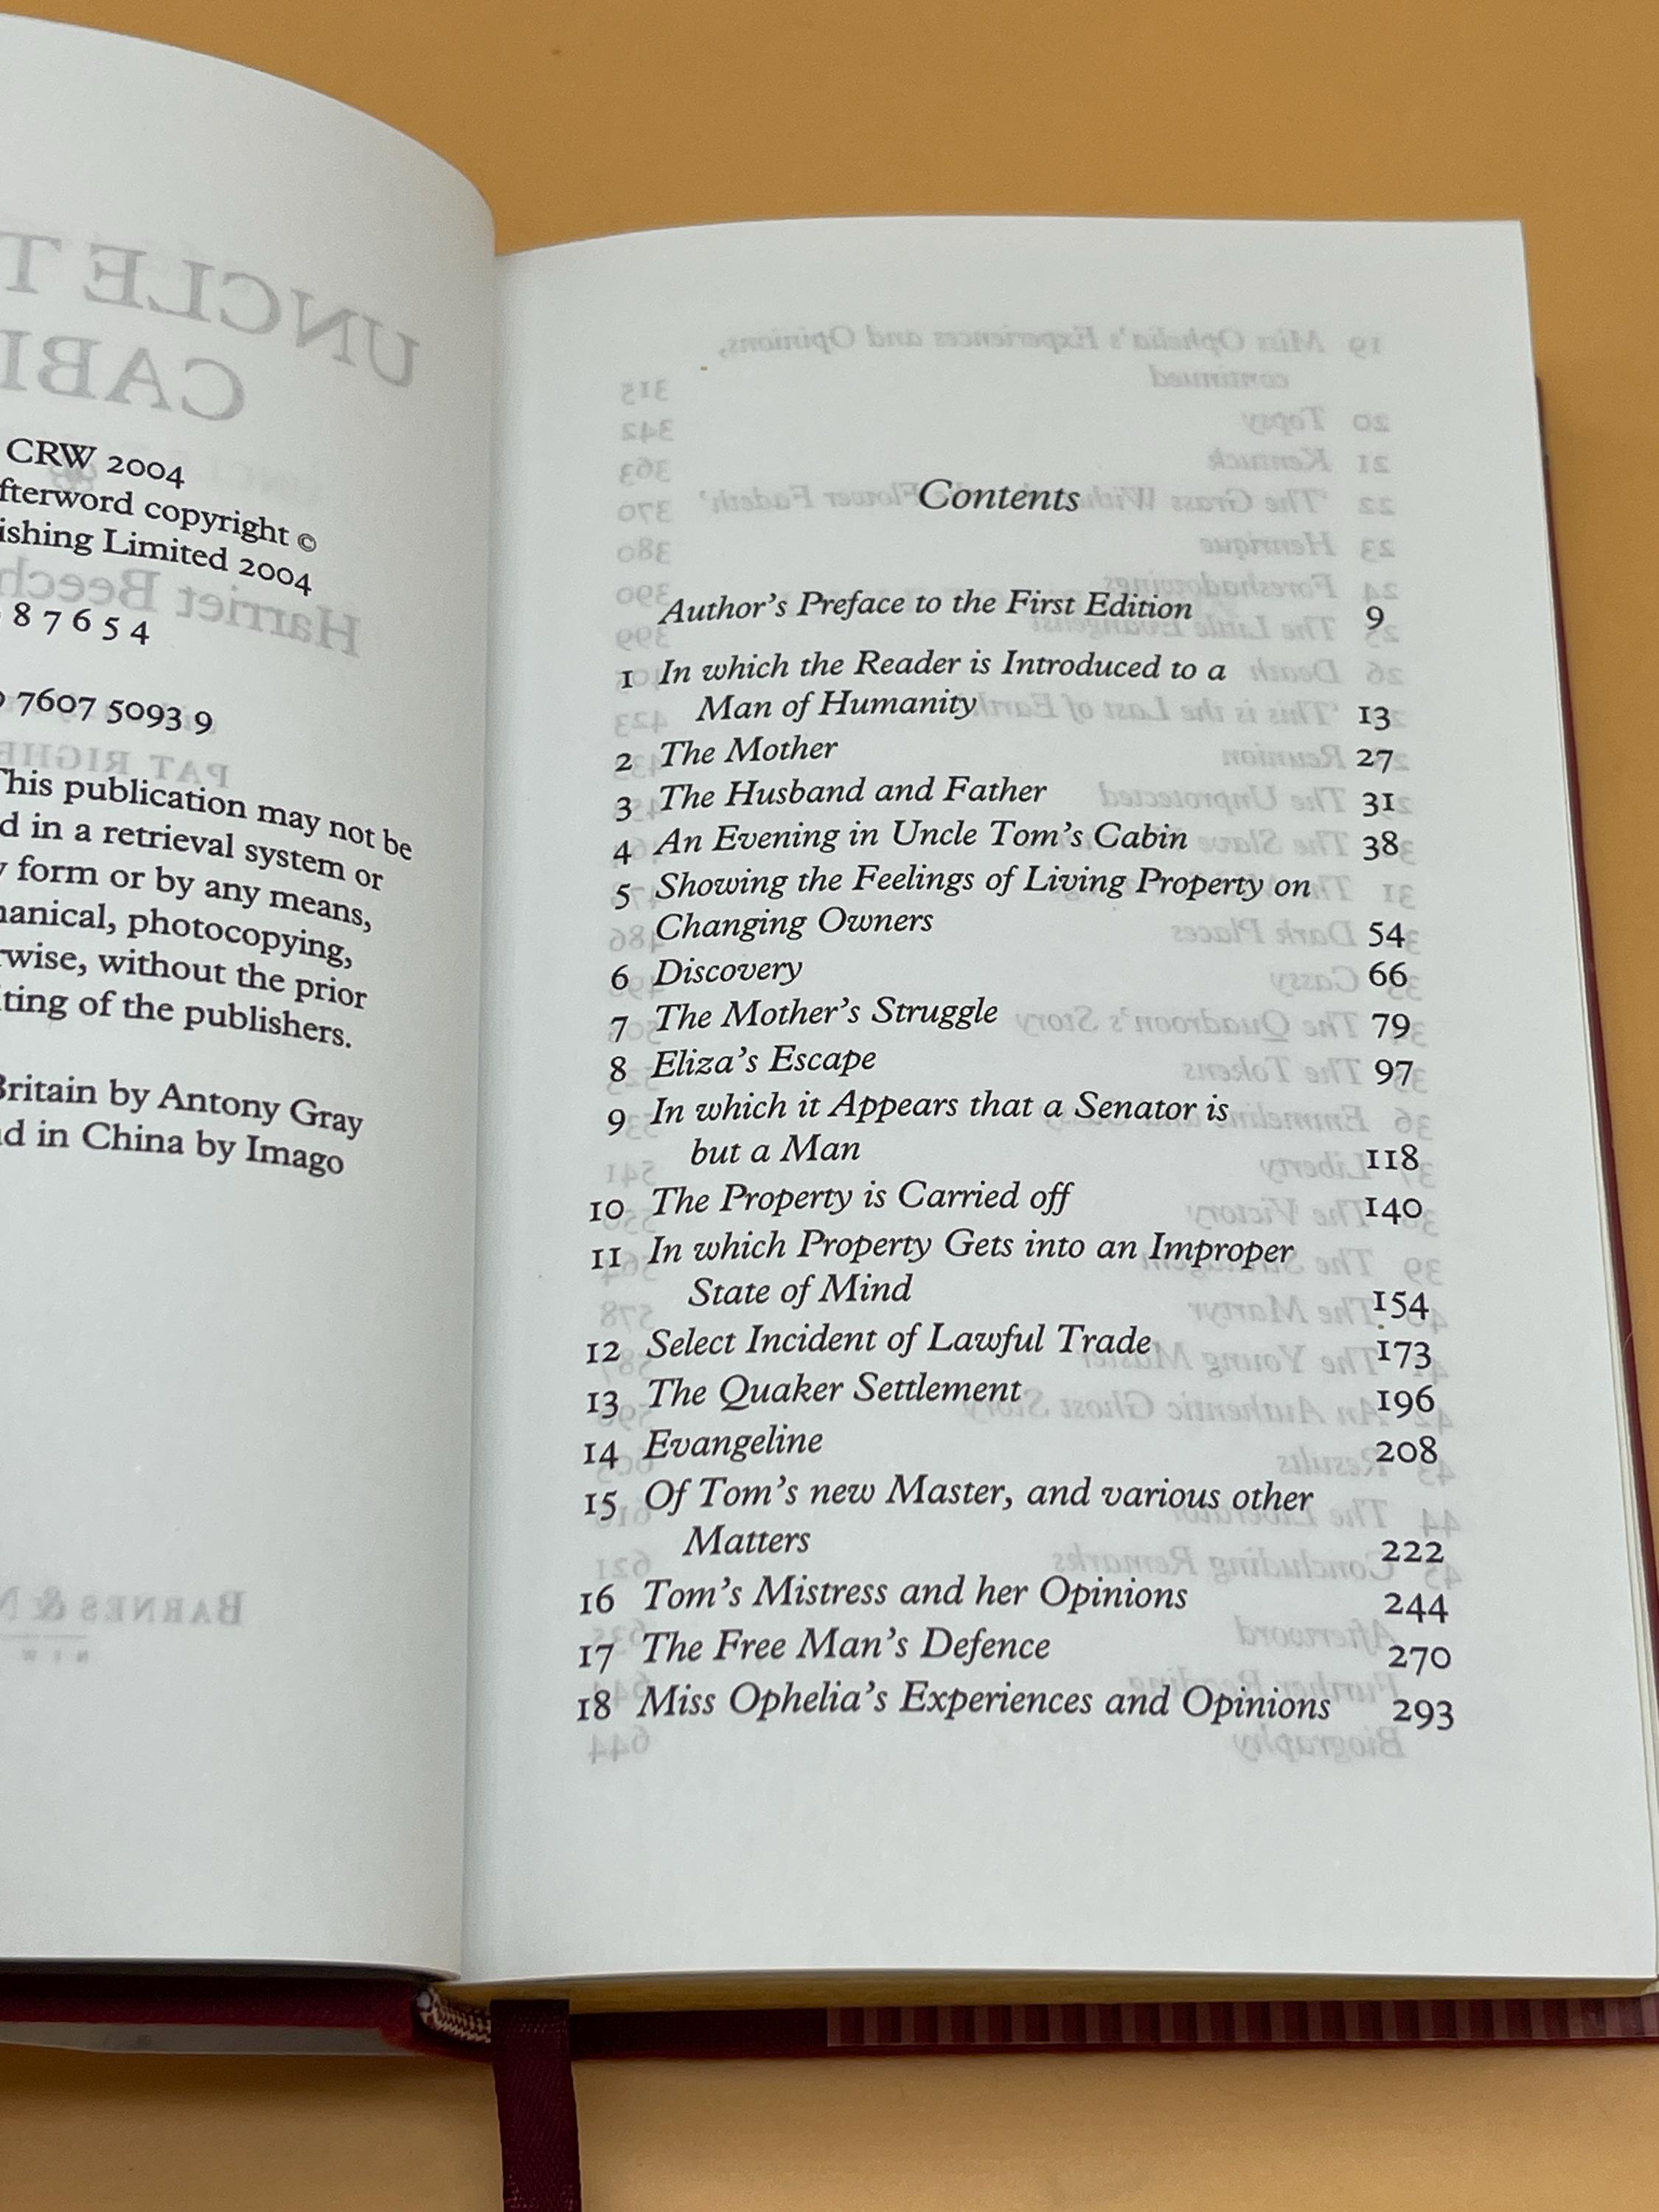 CRW 2004
fterword copyright ©
ishing Limited 2004
8 7 6 5 4
7607 5093 9
This publication may not be
d in a retrieval system or
y form or by any means,
hanical, photocopying,
rwise, without the prior
ting of the publishers.
Britain by Antony Gray
nd in China by Imago
Contents
Author's Preface to the First Edition 9
1 In which the Reader is Introduced to a
Man of Humanity 13
2 The Mother 27
3 The Husband and Father 31
4 An Evening in Uncle Tom's Cabin 38
5 Showing the Feelings of Living Property on
Changing Owners 54
6 Discovery 66
7 The Mother's Struggle 79
8 Eliza's Escape 97
9 In which it Appears that a Senator is
but a Man 118
10 The Property is Carried off 140
11 In which Property Gets into an Improper
State of Mind 154
12 Select Incident of Lawful Trade 173
13 The Quaker Settlement 196
14 Evangeline 208
15 Of Tom's new Master, and various other
Matters 222
16 Tom's Mistress and her Opinions 244
17 The Free Man's Defence 270
18 Miss Ophelia's Experiences and Opinions 293